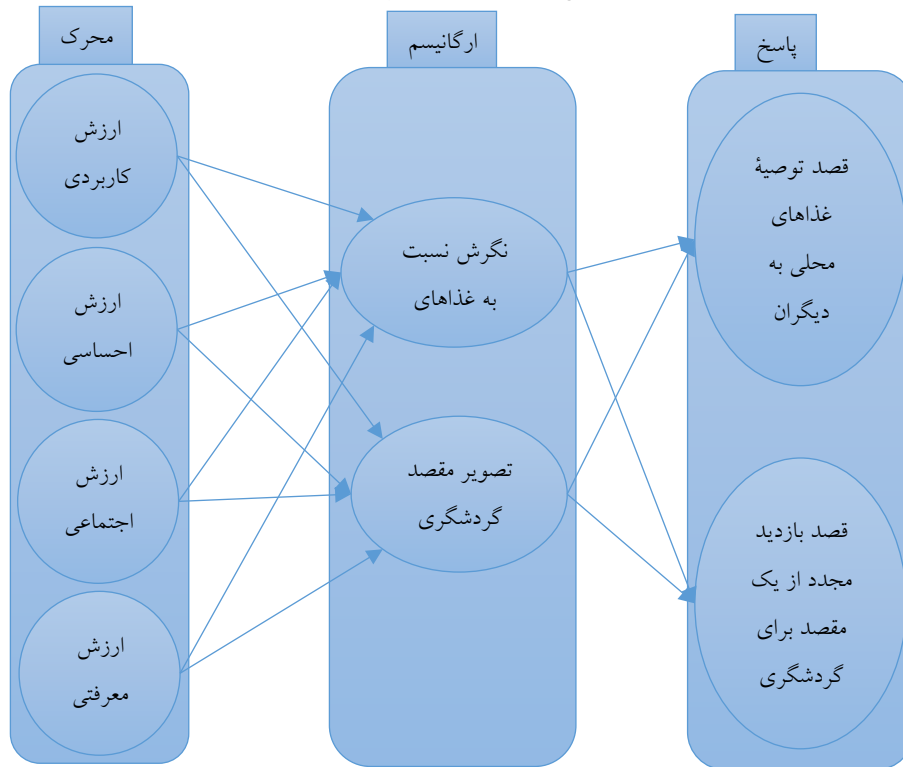 محرک
ارزش
کاربردی
ارزش
احساسی
ارزش
اجتماعی
ارزش
معرفتی
ارگانیسم
نگرش نسبت
به غذاهای
تصویر مقصد
گردشگری
پاسخ
قصد توصیۀ
غذاهای
محلی به
دیگران
قصد بازدید
مجدد از یک
مقصد برای
گردشگری